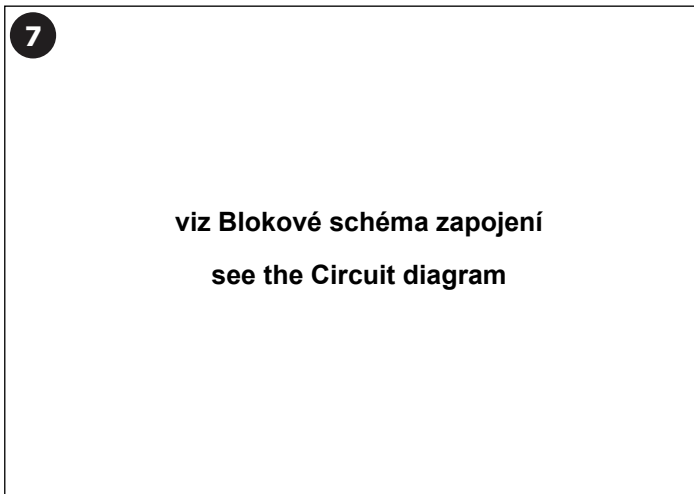 7
viz Blokové schéma zapojení
see the Circuit diagram